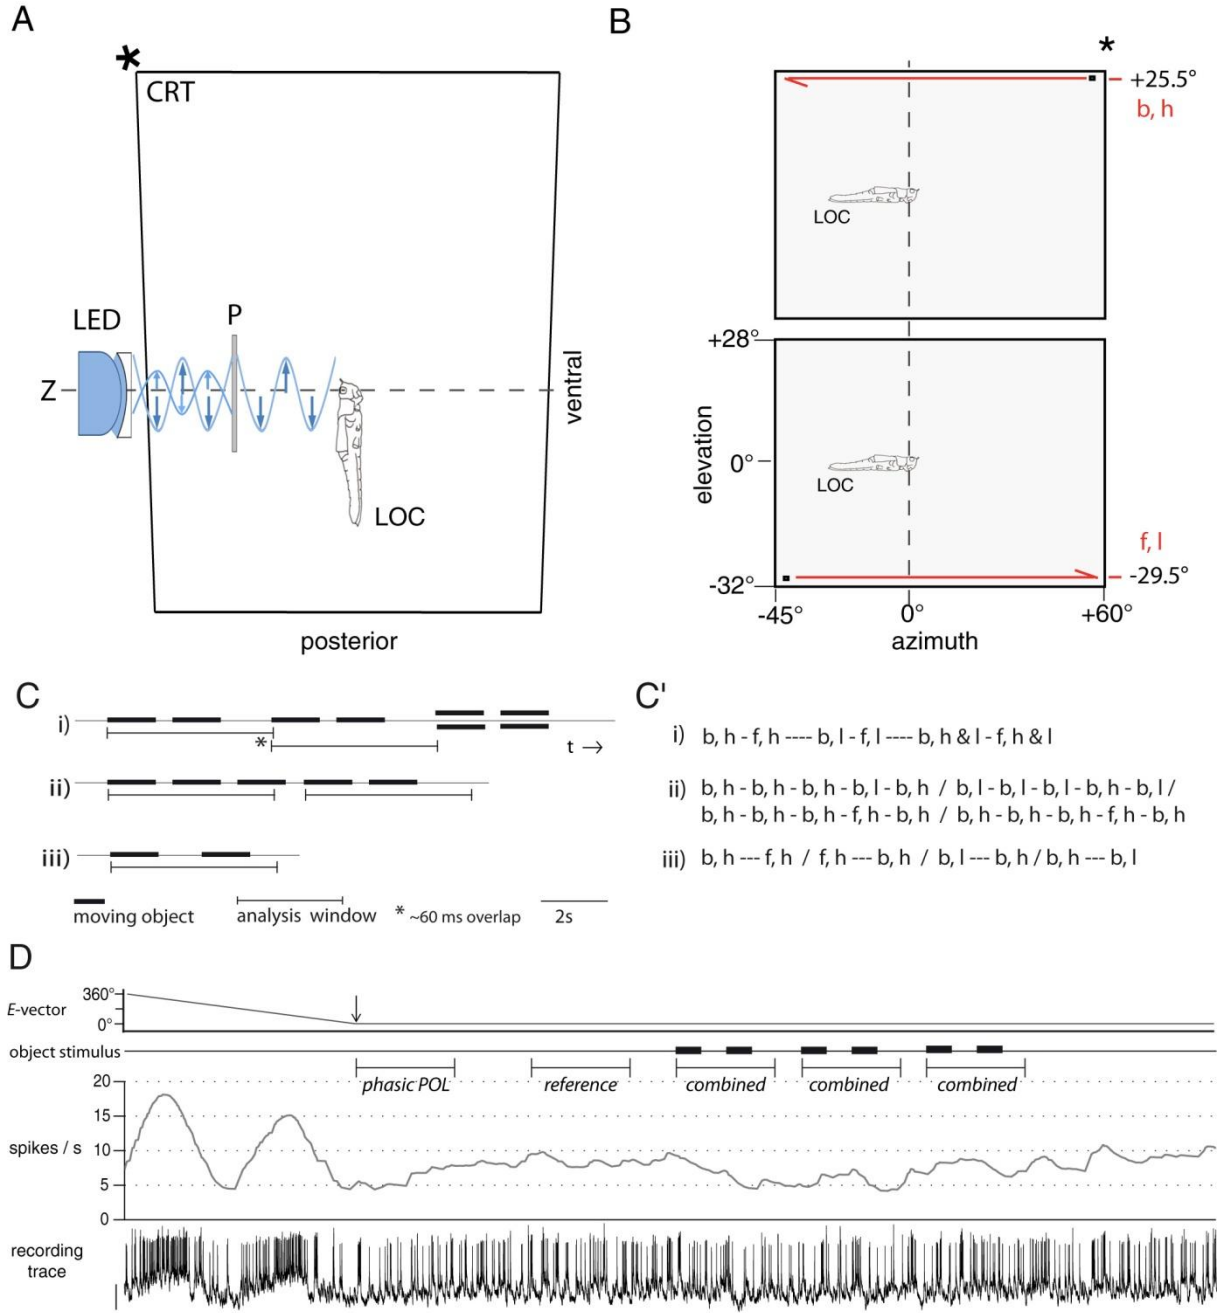 A
CRT
LED
P
Z
LOC
ventral
posterior
B
*
+25.5°
b, h
LOC
+28°
elevation
0°
LOC
f, l
-29.5°
-32°
-45°
0°
+60°
azimuth
C
i)
*
t →
ii)
iii)
moving object
analysis window
* ~60 ms overlap
2s
C'
i) b, h - f, h ---- b, l - f, l ---- b, h & l - f, h & l
ii) b, h - b, h - b, h - b, l - b, h / b, l - b, l - b, l - b, h - b, l /
b, h - b, h - b, h - f, h - b, h / b, h - b, h - b, h - f, h - b, h
iii) b, h --- f, h / f, h --- b, h / b, l --- b, h / b, h --- b, l
D
E-vector
360°
0°
object stimulus
phasic POL
reference
combined
combined
combined
spikes / s
20
15
10
5
0
recording
trace